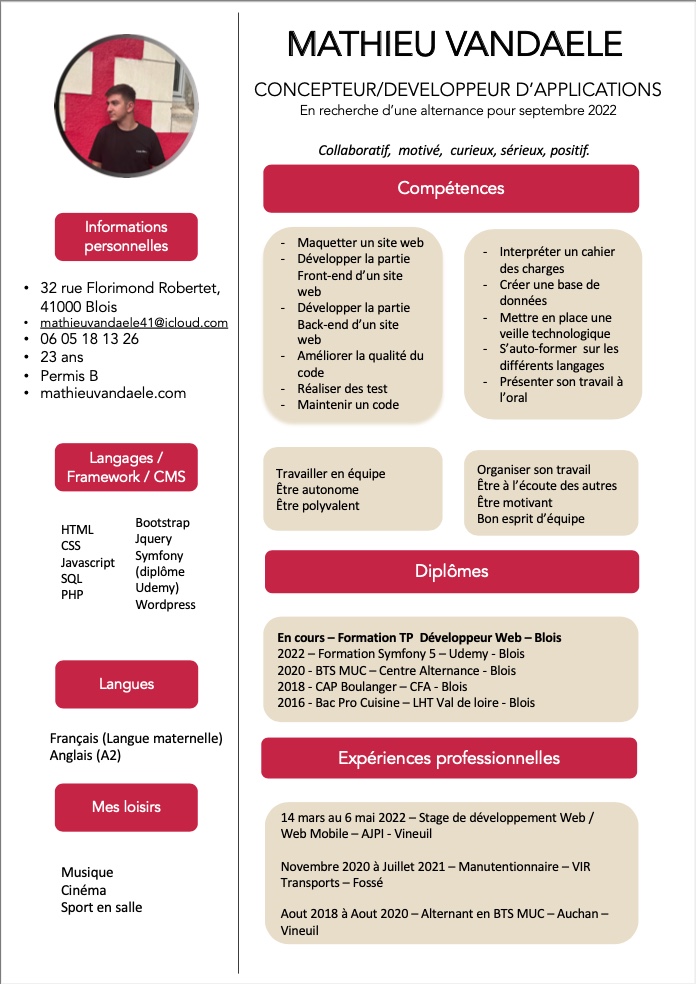 MATHIEU VANDAELE
CONCEPTEUR/DEVELOPPEUR D'APPLICATIONS
En recherche d'une alternance pour septembre 2022
Collaboratif, motivé, curieux, sérieux, positif.
Informations
personnelles
• 32 rue Florimond Robertet,
41000 Blois
• mathieuvandaele41@icloud.com
• 06 05 18 13 26
• 23 ans
• Permis B
• mathieuvandaele.com
Langages /
Framework / CMS
HTML
CSS
Javascript
SQL
PHP
Bootstrap
Jquery
Symfony
(diplôme
Udemy)
Wordpress
Langues
Français (Langue maternelle)
Anglais (A2)
Mes loisirs
Musique
Cinéma
Sport en salle
Compétences
- Maquetter un site web
- Développer la partie
Front-end d'un site
web
- Développer la partie
Back-end d'un site
web
- Améliorer la qualité du
code
- Réaliser des test
- Maintenir un code
- Interpréter un cahier
des charges
- Créer une base de
données
- Mettre en place une
veille technologique
- S'auto-former sur les
différents langages
- Présenter son travail à
l'oral
Travailler en équipe
Être autonome
Être polyvalent
Organiser son travail
Être à l'écoute des autres
Être motivant
Bon esprit d'équipe
Diplômes
En cours – Formation TP Développeur Web – Blois
2022 – Formation Symfony 5 – Udemy - Blois
2020 - BTS MUC – Centre Alternance - Blois
2018 - CAP Boulanger – CFA - Blois
2016 - Bac Pro Cuisine – LHT Val de loire - Blois
Expériences professionnelles
14 mars au 6 mai 2022 – Stage de développement Web /
Web Mobile – AJPI - Vineuil
Novembre 2020 à Juillet 2021 – Manutentionnaire – VIR
Transports – Fossé
Aout 2018 à Aout 2020 – Alternant en BTS MUC – Auchan –
Vineuil